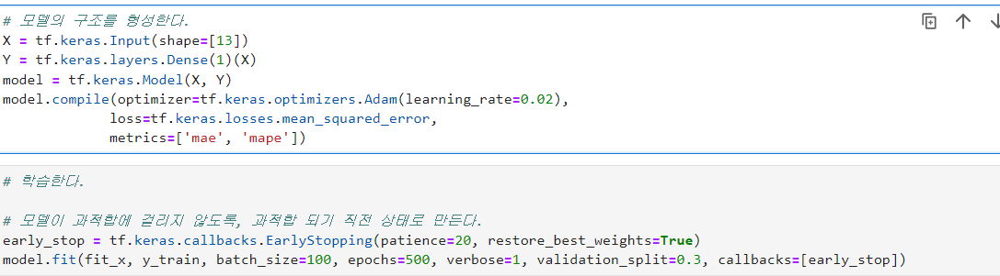 # 모델의 구조를 형성한다.
X = tf.keras.Input(shape=[13])
Y = tf.keras.layers.Dense(1)(X)
model = tf.keras.Model(X, Y)
model.compile(optimizer=tf.keras.optimizers.Adam(learning_rate=0.02),
              loss=tf.keras.losses.mean_squared_error,
              metrics=['mae', 'mape'])
# 학습한다.
# 모델이 과적합에 걸리지 않도록, 과적합 되기 직전 상태로 만든다.
early_stop = tf.keras.callbacks.EarlyStopping(patience=20, restore_best_weights=True)
model.fit(fit_x, y_train, batch_size=100, epochs=500, verbose=1, validation_split=0.3, callbacks=[early_stop])